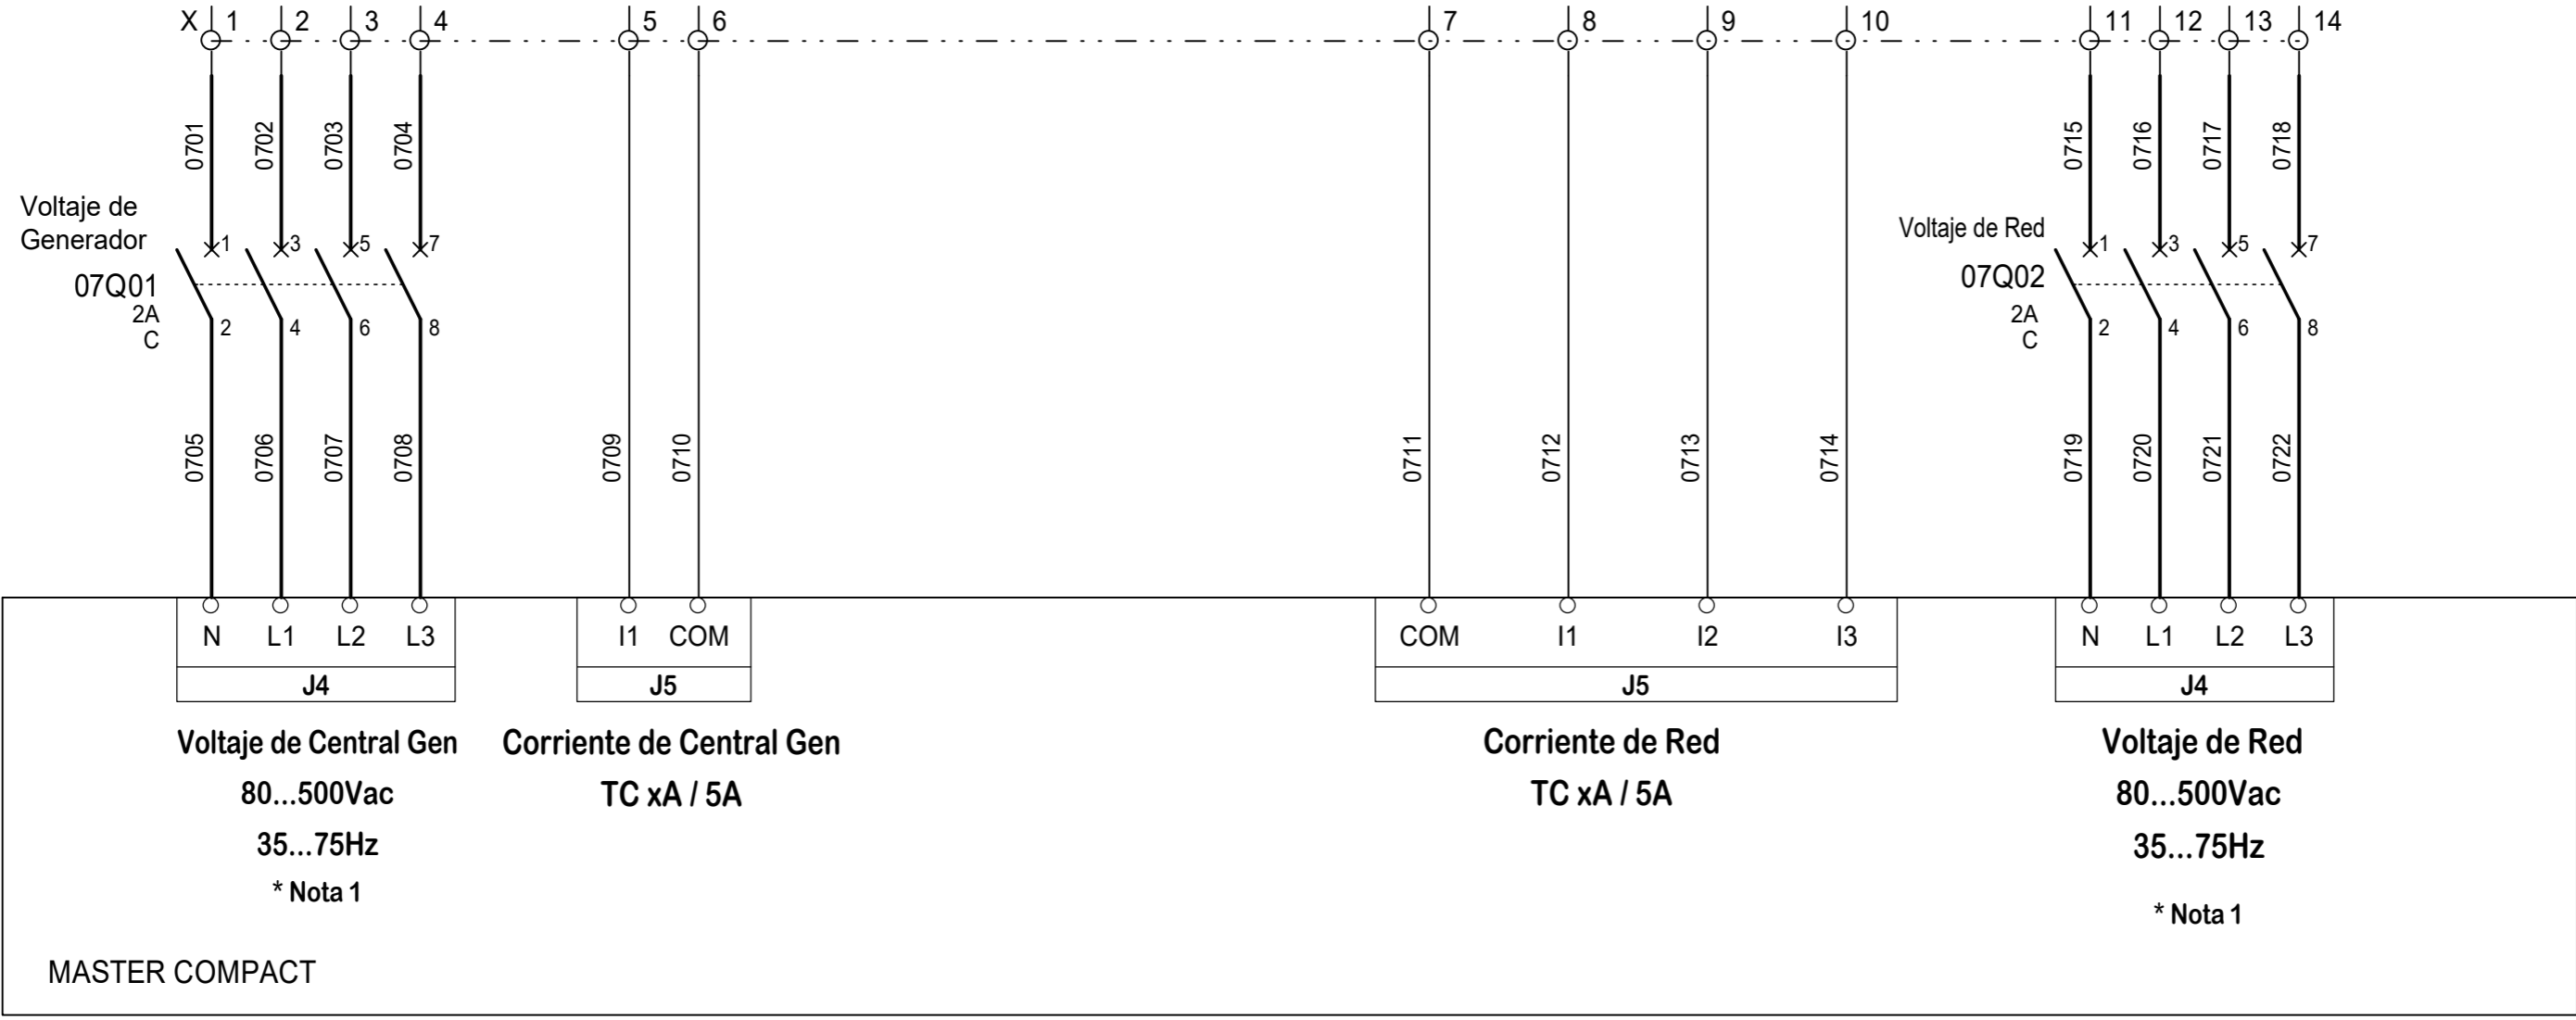 X 1 2 3 4 5 6 7 8 9 10 11 12 13 14
0701 0702 0703 0704 0715 0716 0717 0718
Voltaje de
Generador
07Q01
2A
C
1 3 5 7
2 4 6 8
Voltaje de Red
07Q02
2A
C
1 3 5 7
2 4 6 8
0705 0706 0707 0708 0709 0710 0711 0712 0713 0714 0719 0720 0721 0722
N L1 L2 L3 I1 COM COM I1 I2 I3 N L1 L2 L3
J4 J5 J5 J4
Voltaje de Central Gen
80...500Vac
35...75Hz
* Nota 1
Corriente de Central Gen
TC xA / 5A
Corriente de Red
TC xA / 5A
Voltaje de Red
80...500Vac
35...75Hz
* Nota 1
MASTER COMPACT